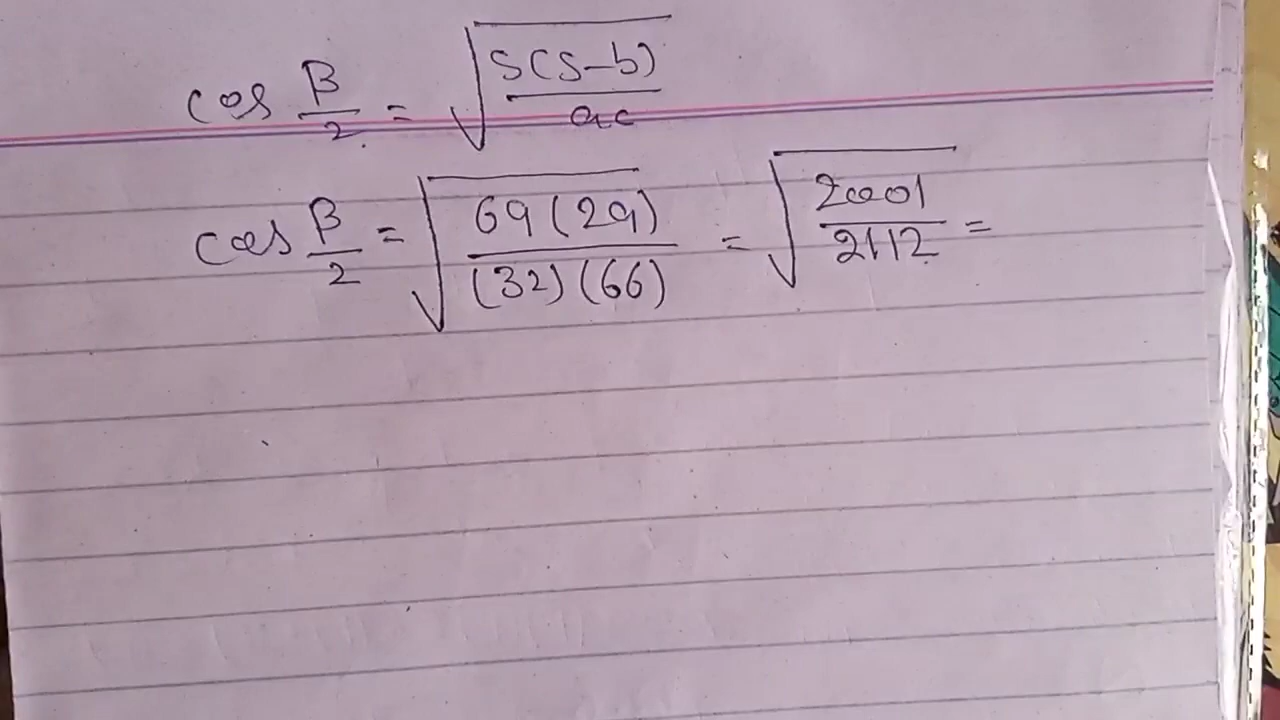 cos β/2 = √(S(S-b)/ac)
cos β/2 = √(69(29)/(32)(66)) = √(2001/2112) =